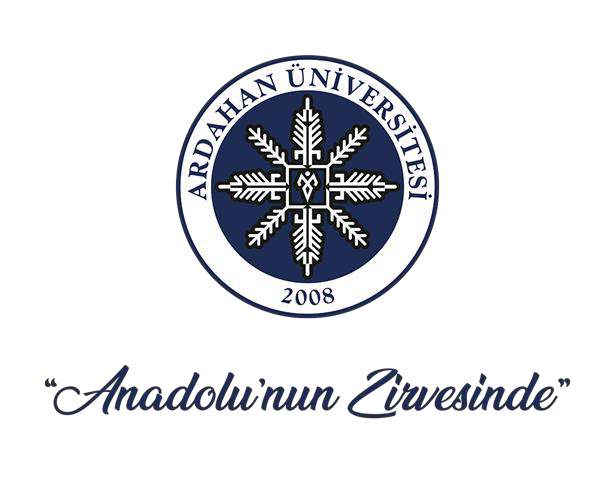 ARDAHAN ÜNİVERSİTESİ
2008
“Anadolu’nun Zirvesinde”